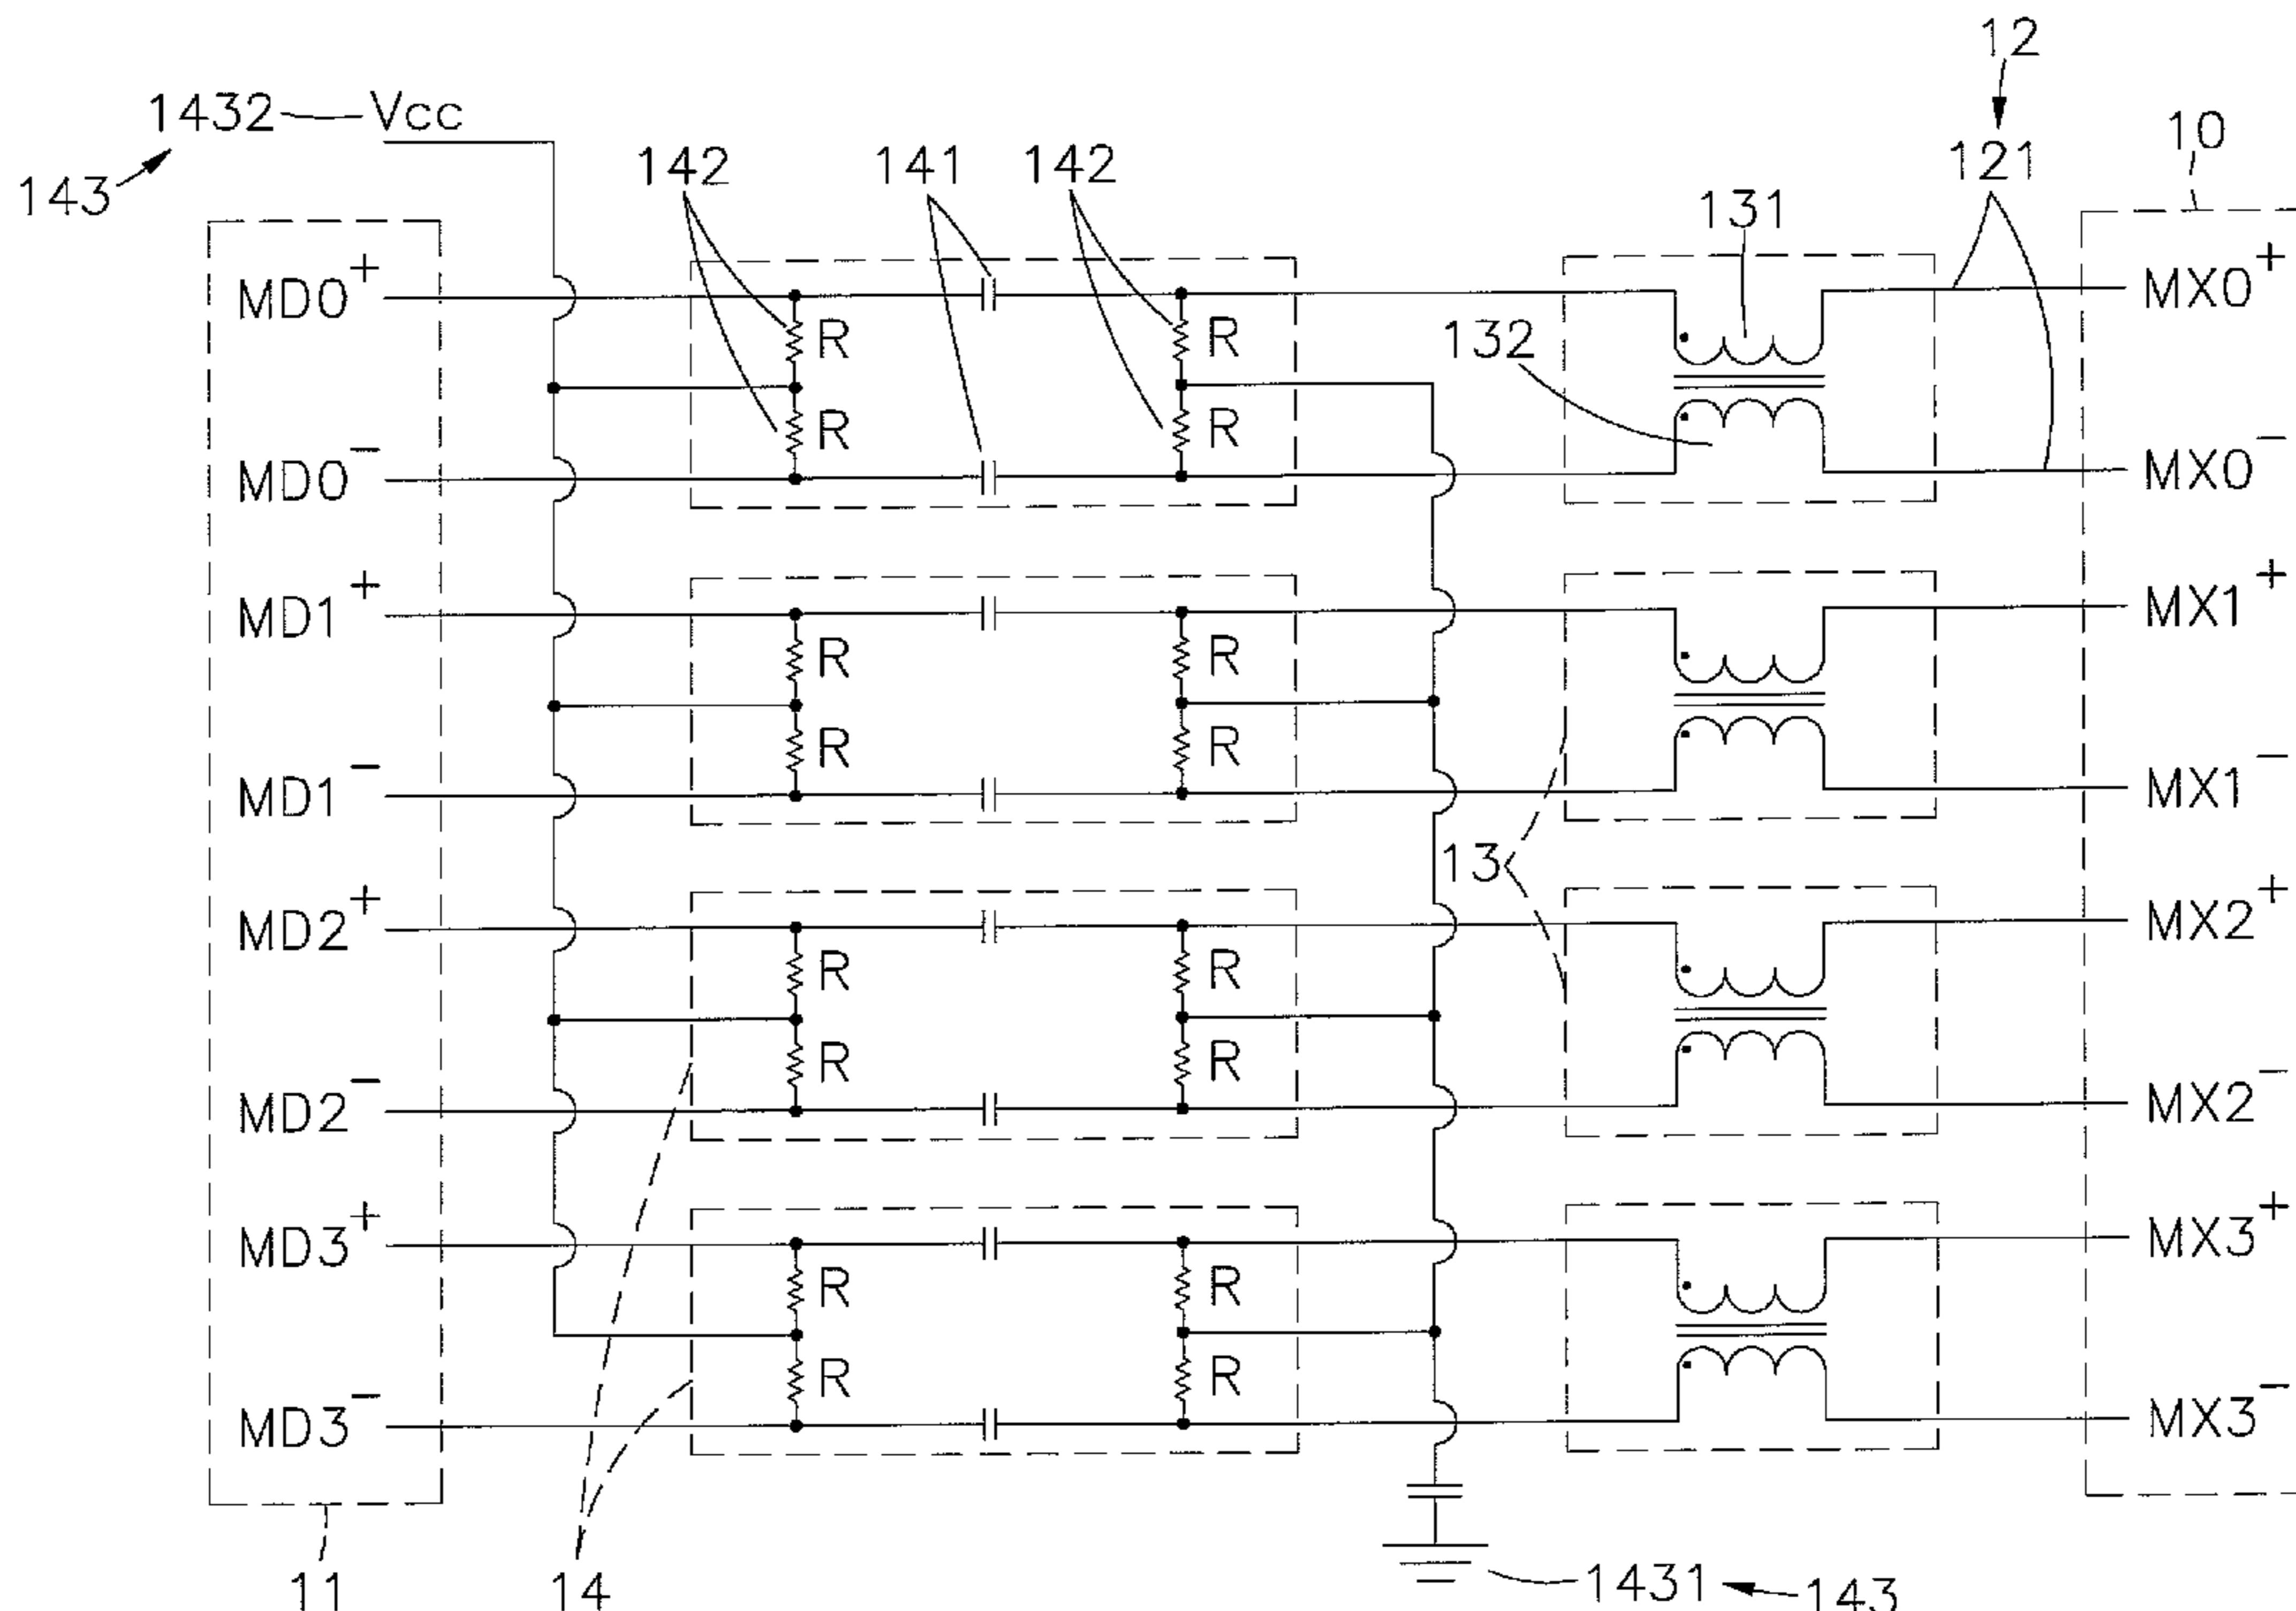 12
1432 Vcc
10
143
142 141 142
121
131
MD0+ R R MX0+
132
R R
MD0- MX0-
MD1+ R R MX1+
R R
MD1- MX1-
13
MD2+ R R MX2+
R R
MD2- MX2-
MD3+ R R MX3+
R R
MD3- MX3-
11 14 1431 143